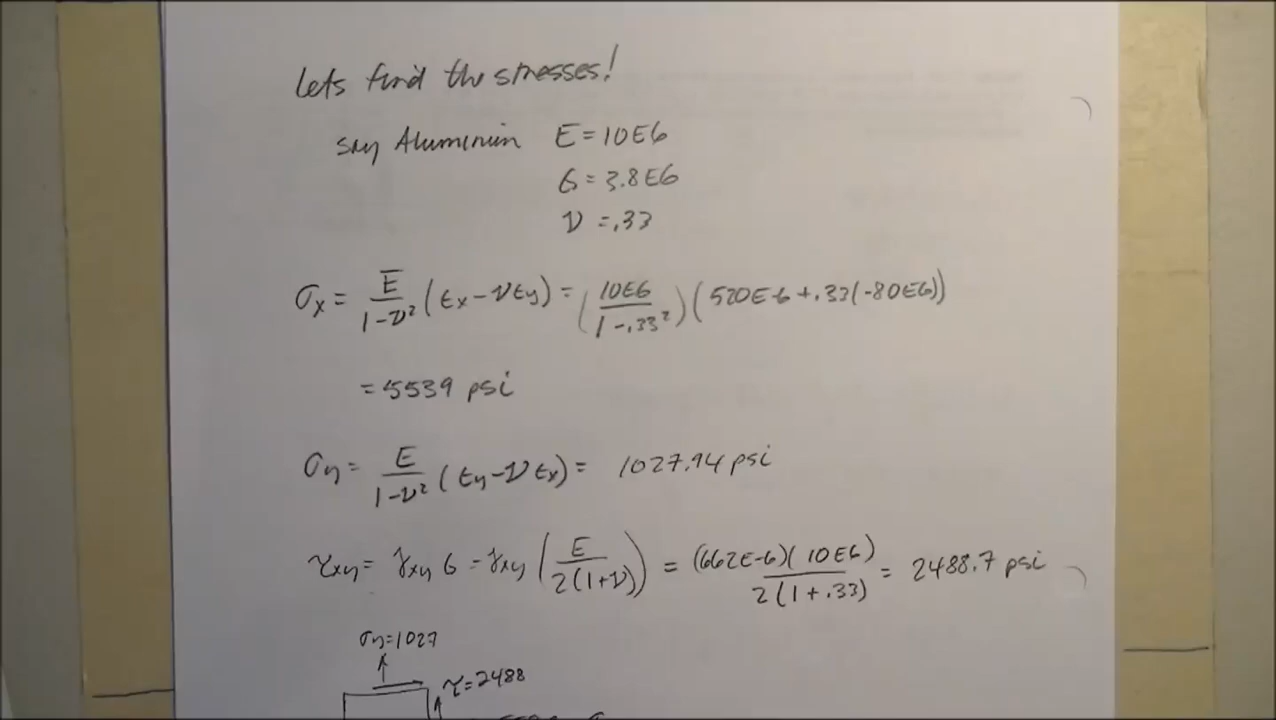 Lets find the stresses!
say Aluminum E = 10E6
G = 3.8E6
ν = .33
σx = E/(1-ν²) (εx - νεy) = (10E6/(1-.33²)) (520E-6 + .33(-80E6))
= 5539 psi
σy = E/(1-ν²) (εy - νεx) = 1027.94 psi
τxy = γxy G = γxy (E/(2(1+ν))) = (662E-6)(10E6)/(2(1+.33)) = 2488.7 psi
σy=1027
τ=2488